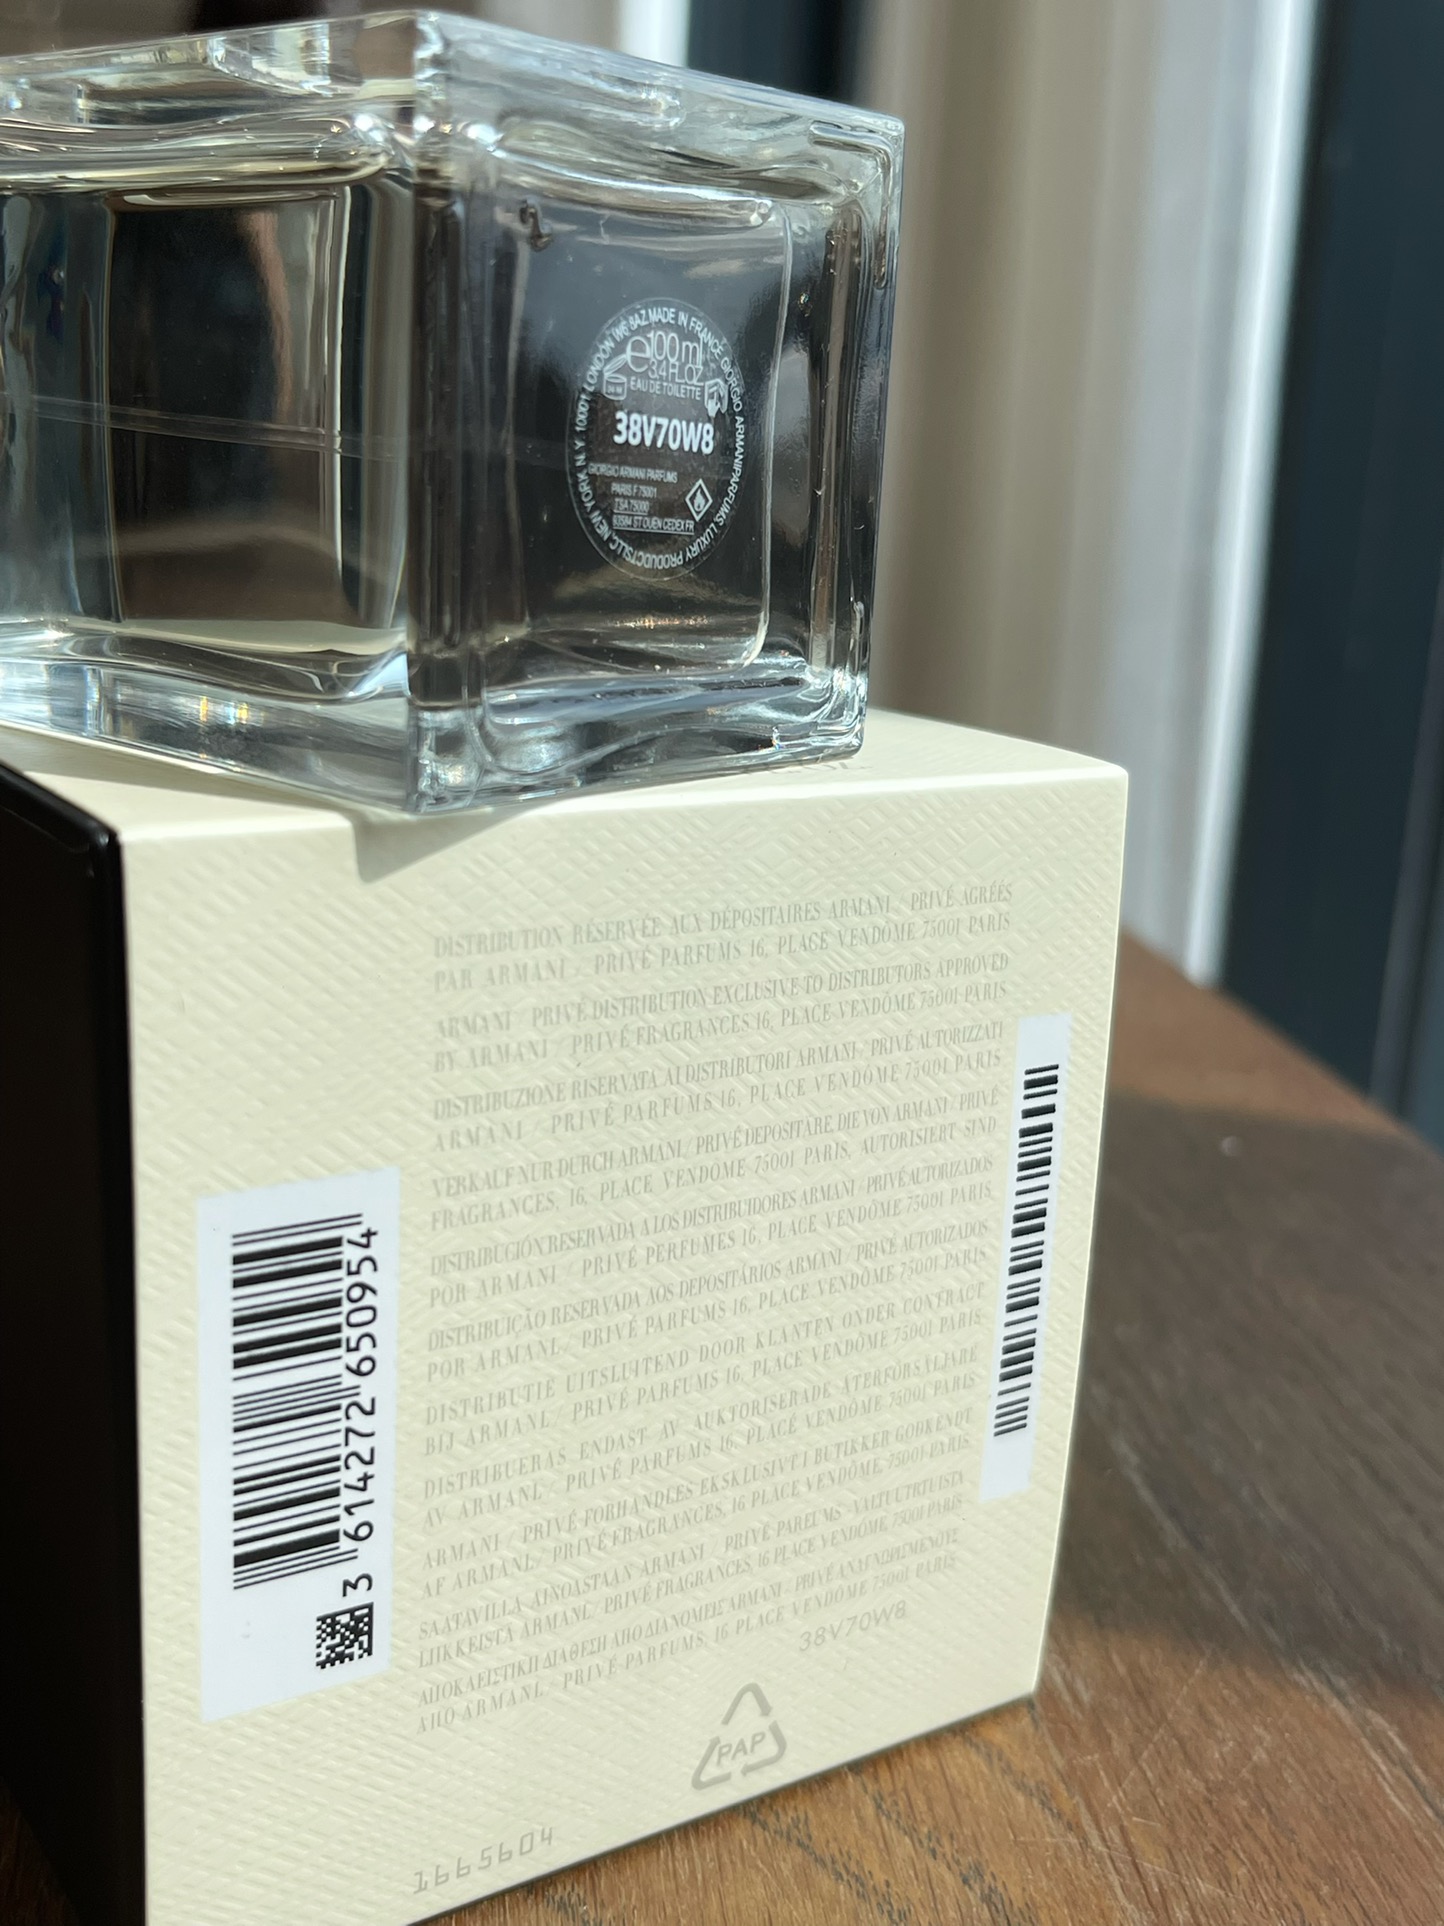 MADE IN FRANCE GIORGIO ARMANI PARFUMS LUXURY PRODUDCTSLLC, NEW YORK N.Y. 10001 LONDON
e100 ml
3.4 FL.OZ
EAU DE TOILETTE
38V70W8
GIORGIO ARMANI PARFUMS
PARIS F 75001
TSA 75000
93584 ST OUEN CEDEX FR
DISTRIBUTION RÉSERVÉE AUX DÉPOSITAIRES ARMANI / PRIVÉ AGRÉÉS
PAR ARMANI / PRIVÉ PARFUMS 16, PLACE VENDÔME 75001 PARIS
ARMANI / PRIVÉ DISTRIBUTION EXCLUSIVE TO DISTRIBUTORS APPROVED
BY ARMANI / PRIVÉ FRAGRANCES 16, PLACE VENDÔME 75001 PARIS
DISTRIBUZIONE RISERVATA AI DISTRIBUTORI ARMANI / PRIVÉ AUTORIZZATI
ARMANI / PRIVÉ PARFUMS 16, PLACE VENDÔME 75001 PARIS
VERKAUF NUR DURCH ARMANI / PRIVÉ DEPOSITÄRE, DIE VON ARMANI / PRIVÉ
FRAGRANCES, 16, PLACE VENDÔME 75001 PARIS, AUTORISIERT SIND
DISTRIBUCIÓN RESERVADA A LOS DISTRIBUIDORES ARMANI / PRIVÉ AUTORIZADOS
POR ARMANI / PRIVÉ PERFUMES 16, PLACE VENDÔME 75001 PARIS
DISTRIBUIÇÃO RESERVADA AOS DEPOSITÁRIOS ARMANI / PRIVÉ AUTORIZADOS
POR ARMANI / PRIVÉ PARFUMS 16, PLACE VENDÔME 75001 PARIS
DISTRIBUTIE UITSLUITEND DOOR KLANTEN ONDER CONTRACT
BIJ ARMANI / PRIVÉ PARFUMS 16, PLACE VENDÔME 75001 PARIS
DISTRIBUERAS ENDAST AV AUKTORISERADE ÅTERFÖRSÄLJARE
AV ARMANI / PRIVÉ PARFUMS 16, PLACE VENDÔME 75001 PARIS
ARMANI / PRIVÉ FORHANDLES EKSKLUSIVT I BUTIKKER GODKENDT
AF ARMANI / PRIVÉ FRAGRANCES, 16 PLACE VENDÔME, 75001 PARIS
SAATAVILLA AINOASTAAN ARMANI / PRIVÉ PARFUMS VALTUUTETUISTA
LIIKKEISTÄ ARMANI / PRIVÉ FRAGRANCES 16 PLACE VENDÔME, 75001 PARIS
ΑΠΟΚΛΕΙΣΤΙΚΗ ΔΙΑΘΕΣΗ ΑΠΟ ΔΙΑΝΟΜΕΙΣ ARMANI / PRIVÉ ΑΝΑΓΝΩΡΙΣΜΕΝΟΥΣ
ΑΠΟ ARMANI / PRIVÉ PARFUMS, 16 PLACE VENDÔME 75001 PARIS
38V70W8
3 614272 650954
PAP
1665604